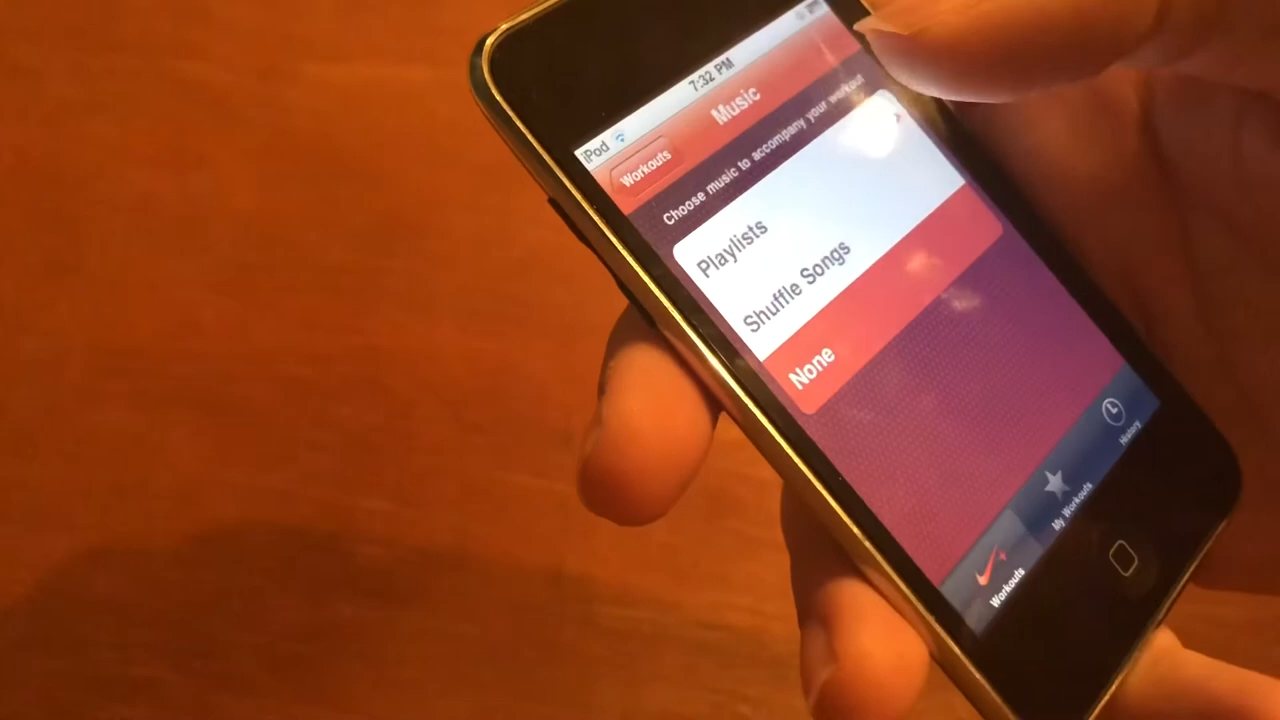 iPod 7:32 PM
Workouts Music
Choose music to accompany your workout
Playlists
Shuffle Songs
None
Workouts My Workouts History